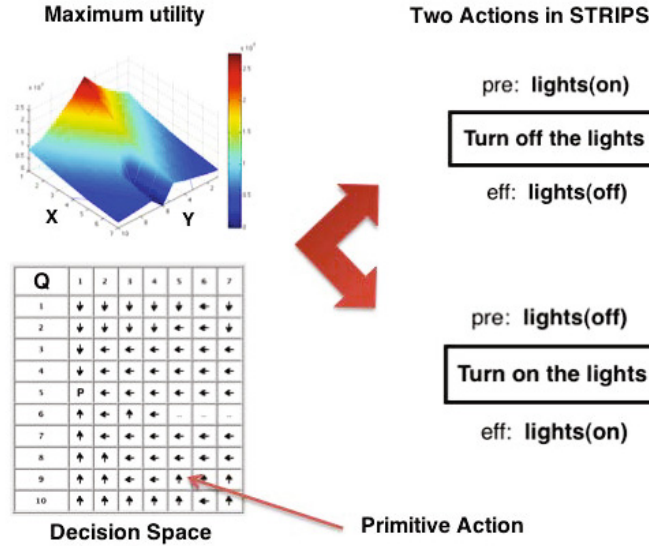 Maximum utility
Two Actions in STRIPS
X
Y
pre: lights(on)
Turn off the lights
eff: lights(off)
Q 1 2 3 4 5 6 7
1
2
3
4
5 P
6
7
8
9
10
Decision Space
pre: lights(off)
Turn on the lights
eff: lights(on)
Primitive Action